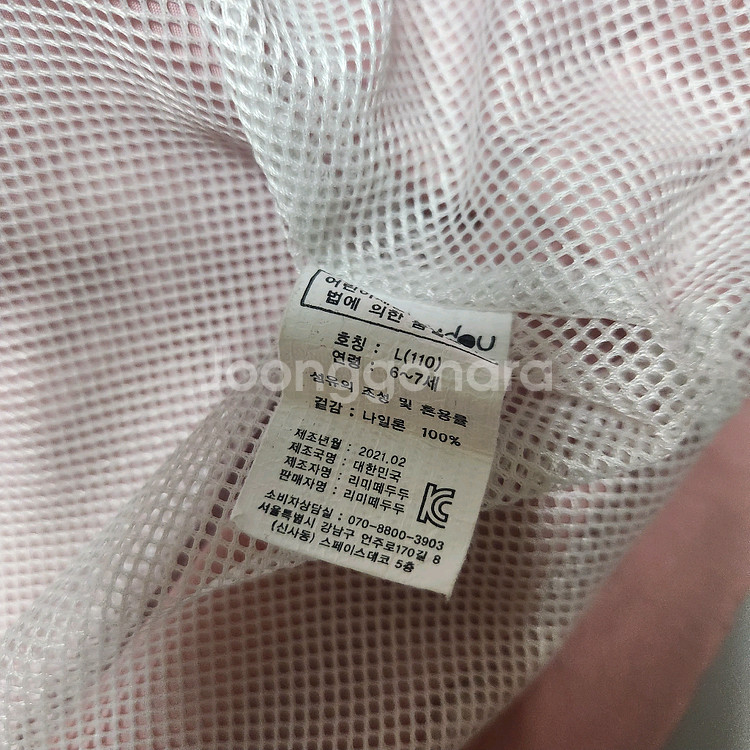 법에 의한
호칭 : L(110)
연령 : 6~7세
섬유의 조성 및 혼용률
겉감 : 나일론 100%
제조년월 : 2021.02
제조국명 : 대한민국
제조자명 : 리미떼두두
판매자명 : 리미떼두두
소비자상담실 : 070-8800-3903
서울특별시 강남구 언주로170길 8
(신사동) 스페이스데코 5층
KC
Joonggonara